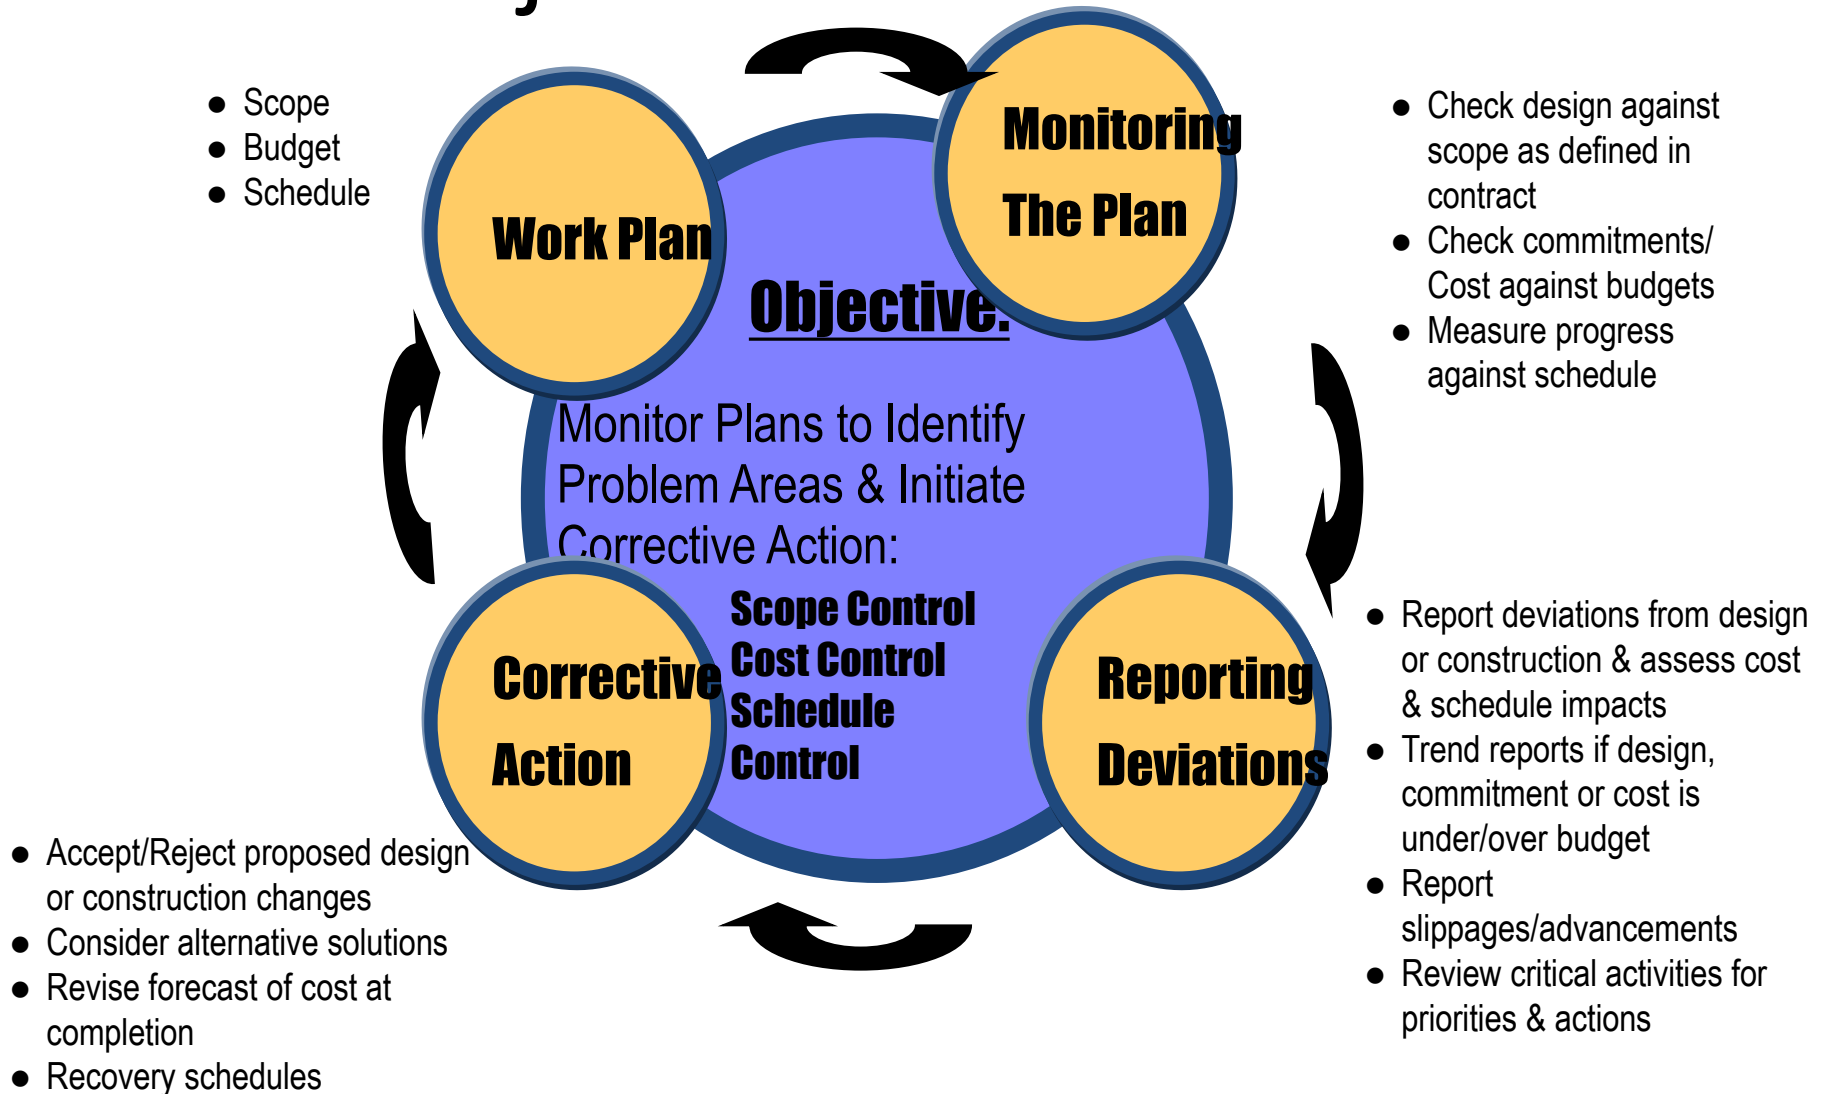 ● Scope
● Budget
● Schedule
Work Plan
Monitoring
The Plan
● Check design against
scope as defined in
contract
● Check commitments/
Cost against budgets
● Measure progress
against schedule
Objective:
Monitor Plans to Identify
Problem Areas & Initiate
Corrective Action:
Scope Control
Cost Control
Schedule
Control
Corrective
Action
Reporting
Deviations
● Report deviations from design
or construction & assess cost
& schedule impacts
● Trend reports if design,
commitment or cost is
under/over budget
● Report
slippages/advancements
● Review critical activities for
priorities & actions
● Accept/Reject proposed design
or construction changes
● Consider alternative solutions
● Revise forecast of cost at
completion
● Recovery schedules